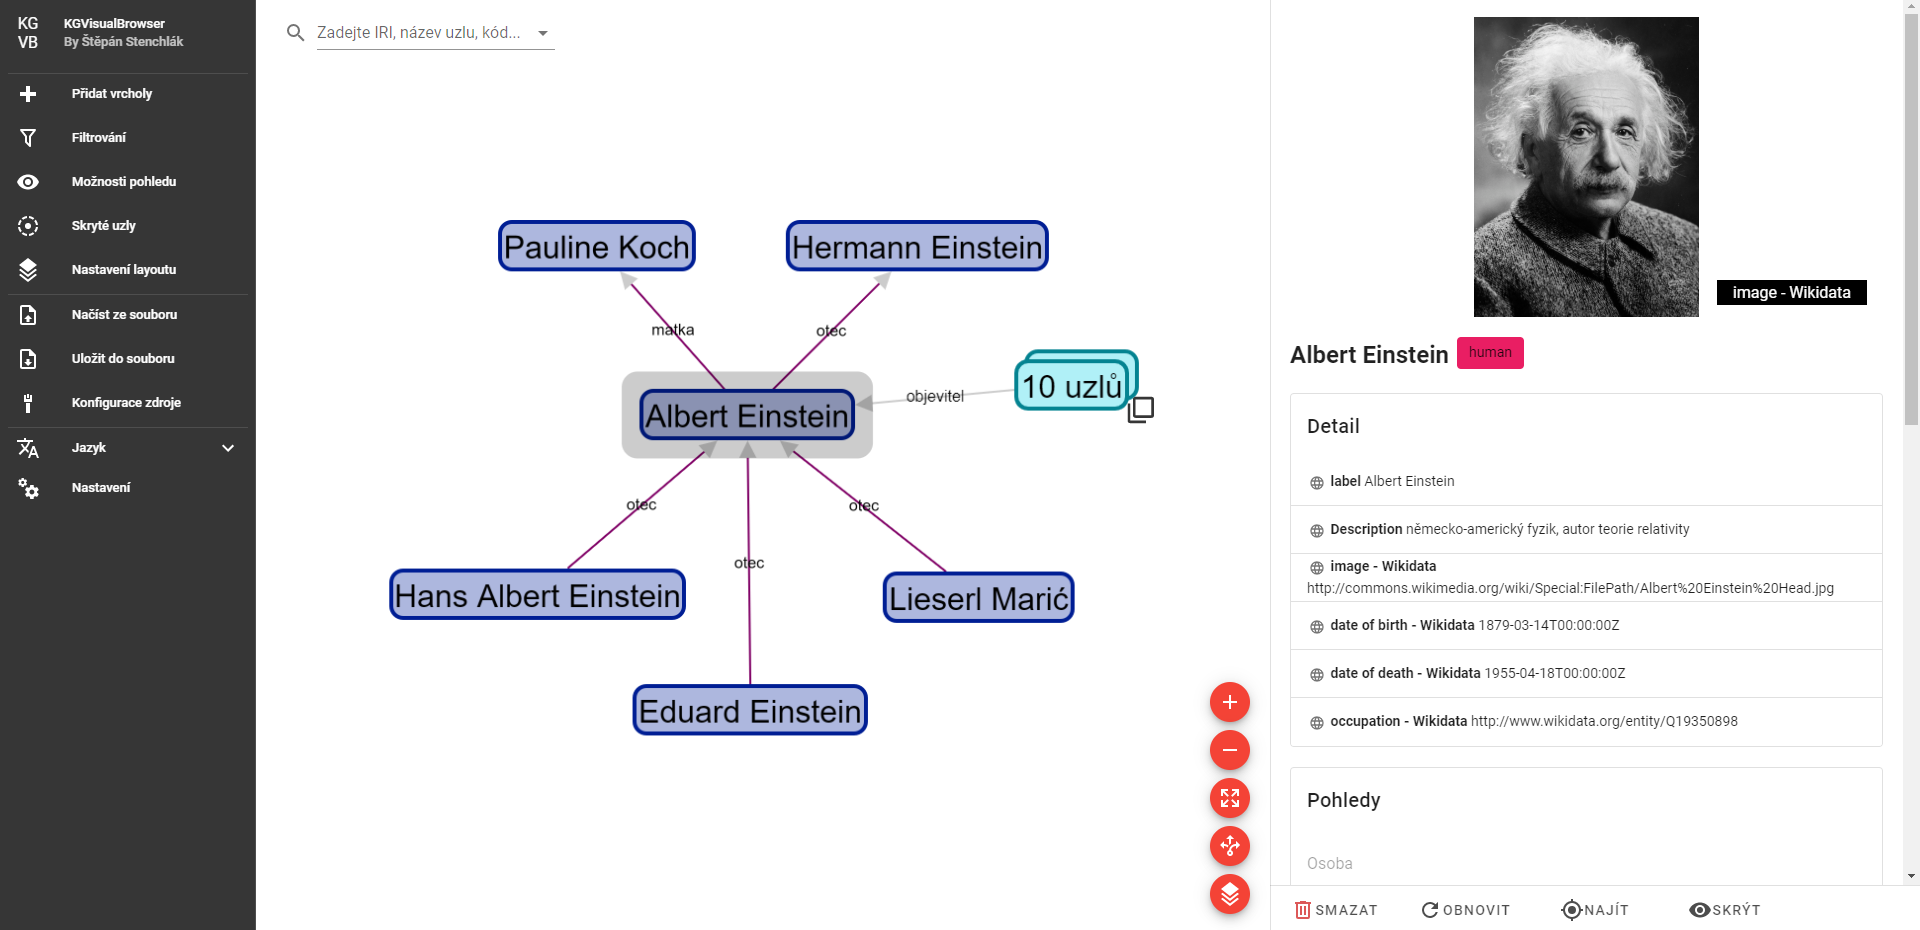 KG
VB
KGVisualBrowser
By Štěpán Stenchlák
Přidat vrcholy
Filtrování
Možnosti pohledu
Skryté uzly
Nastavení layoutu
Načíst ze souboru
Uložit do souboru
Konfigurace zdroje
Jazyk
Nastavení
Zadejte IRI, název uzlu, kód...
Pauline Koch
Hermann Einstein
matka
otec
10 uzlů
objevitel
Albert Einstein
otec
otec
otec
Hans Albert Einstein
Lieserl Marić
Eduard Einstein
image - Wikidata
Albert Einstein human
Detail
label Albert Einstein
Description německo-americký fyzik, autor teorie relativity
image - Wikidata
http://commons.wikimedia.org/wiki/Special:FilePath/Albert%20Einstein%20Head.jpg
date of birth - Wikidata 1879-03-14T00:00:00Z
date of death - Wikidata 1955-04-18T00:00:00Z
occupation - Wikidata http://www.wikidata.org/entity/Q19350898
Pohledy
Osoba
SMAZAT OBNOVIT NAJÍT SKRÝT